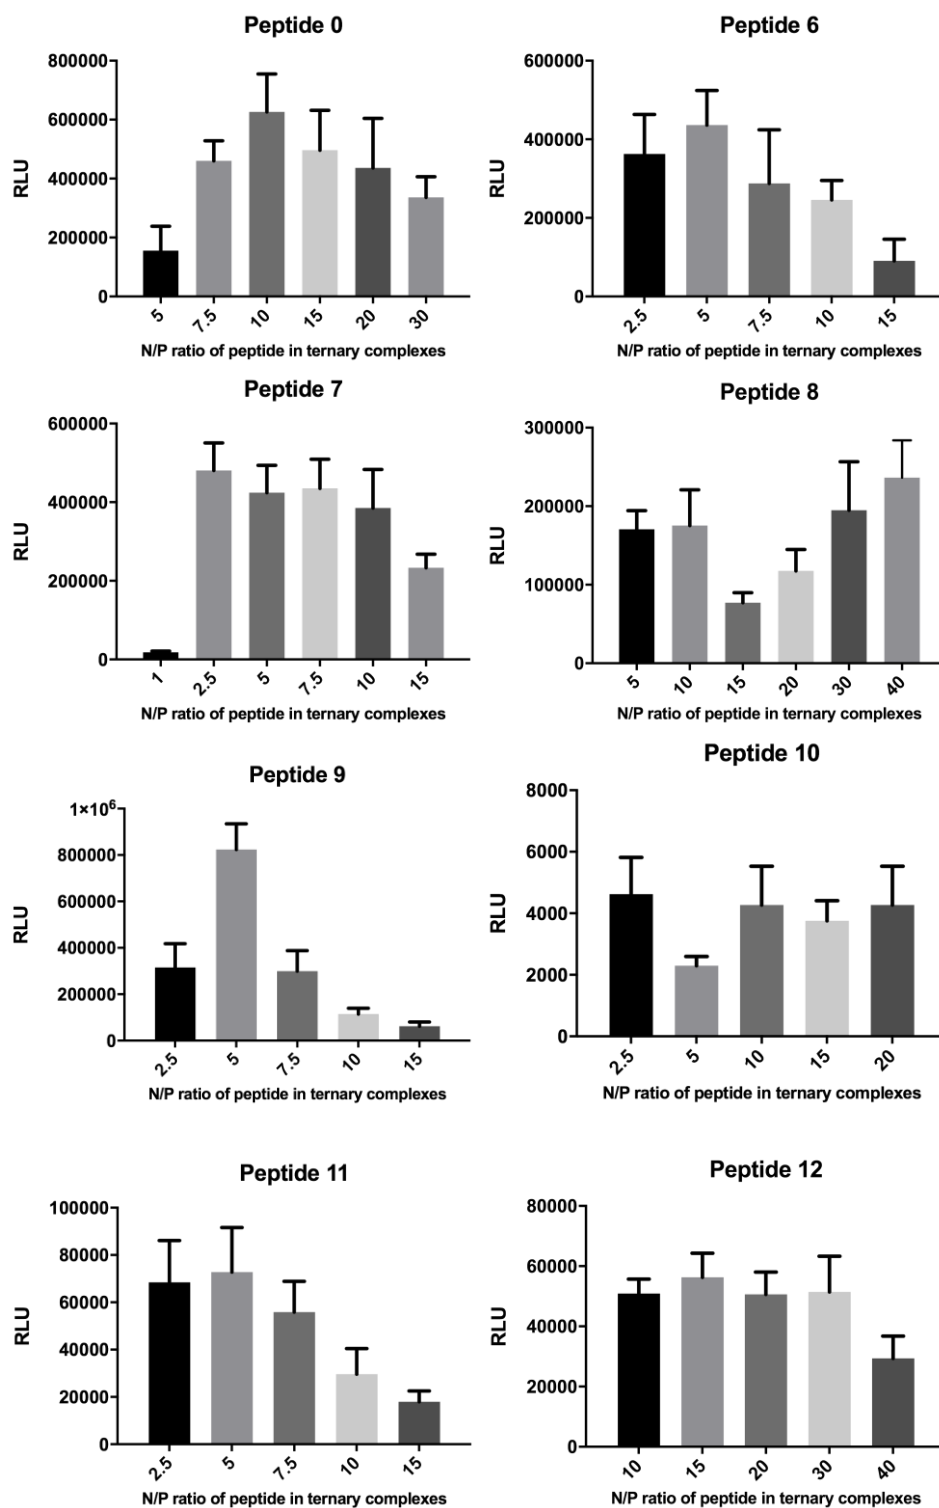 Peptide 0
800000
600000
400000
200000
0
RLU
5 7.5 10 15 20 30
N/P ratio of peptide in ternary complexes
Peptide 6
600000
400000
200000
0
RLU
2.5 5 7.5 10 15
N/P ratio of peptide in ternary complexes
Peptide 7
600000
400000
200000
0
RLU
1 2.5 5 7.5 10 15
N/P ratio of peptide in ternary complexes
Peptide 8
300000
200000
100000
0
RLU
5 10 15 20 30 40
N/P ratio of peptide in ternary complexes
Peptide 9
1×10⁶
800000
600000
400000
200000
0
RLU
2.5 5 7.5 10 15
N/P ratio of peptide in ternary complexes
Peptide 10
8000
6000
4000
2000
0
RLU
2.5 5 10 15 20
N/P ratio of peptide in ternary complexes
Peptide 11
100000
80000
60000
40000
20000
0
RLU
2.5 5 7.5 10 15
N/P ratio of peptide in ternary complexes
Peptide 12
80000
60000
40000
20000
0
RLU
10 15 20 30 40
N/P ratio of peptide in ternary complexes